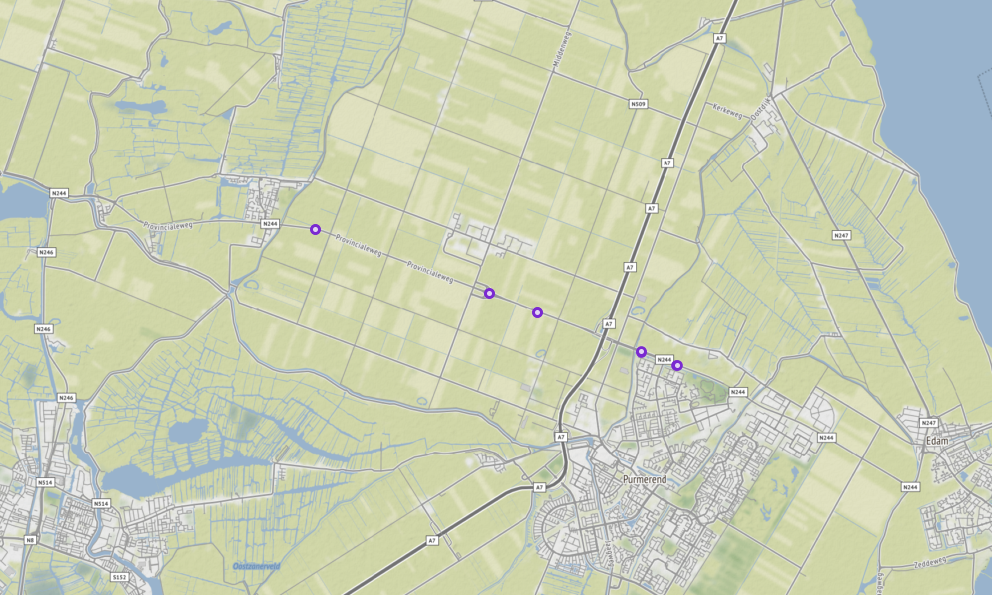 A7
Middenweg
N509
Kerkeweg
Oostdijk
A7
N244
A7
N244
Provincialeweg
N247
Provincialeweg
N246
Provincialeweg
A7
A7
N246
N244
N244
N246
N247
A7
N244
Edam
Purmerend
N514
A7
N244
N514
N8
A7
Oostzanerveld
Zeddeweg
S152